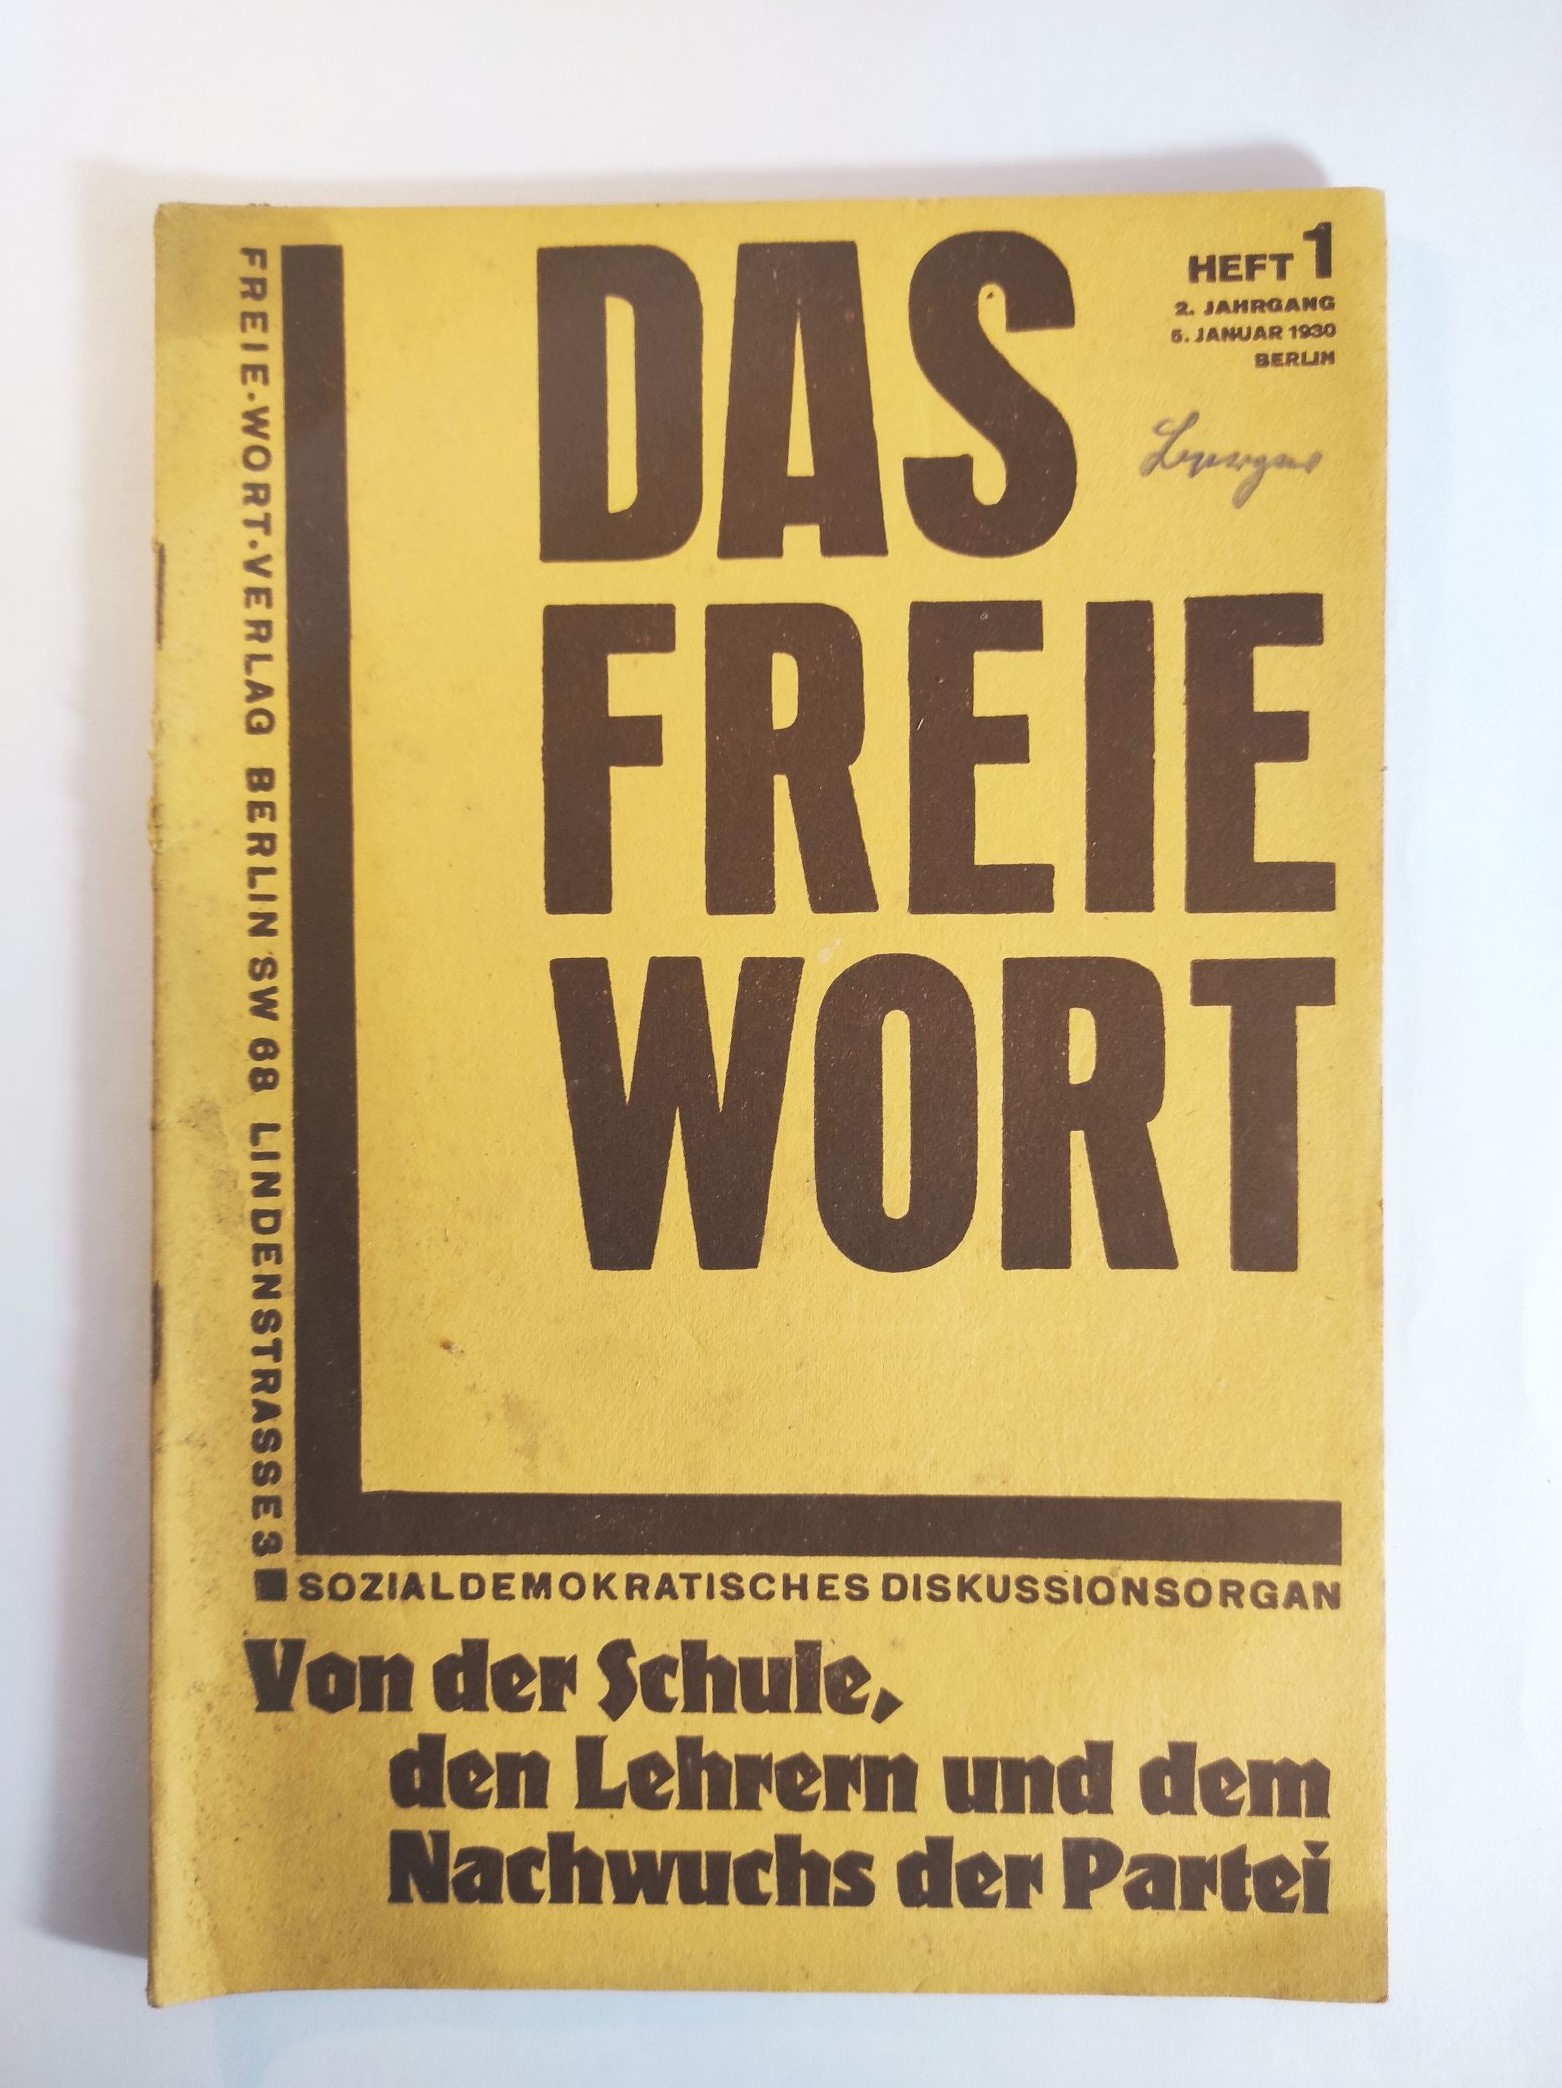 HEFT 1
2. JAHRGANG
5. JANUAR 1930
BERLIN
DAS
FREIE
WORT
FREIE-WORT-VERLAG BERLIN SW 68 LINDENSTRASSE 3
SOZIALDEMOKRATISCHES DISKUSSIONSORGAN
Von der Schule,
den Lehrern und dem
Nachwuchs der Partei